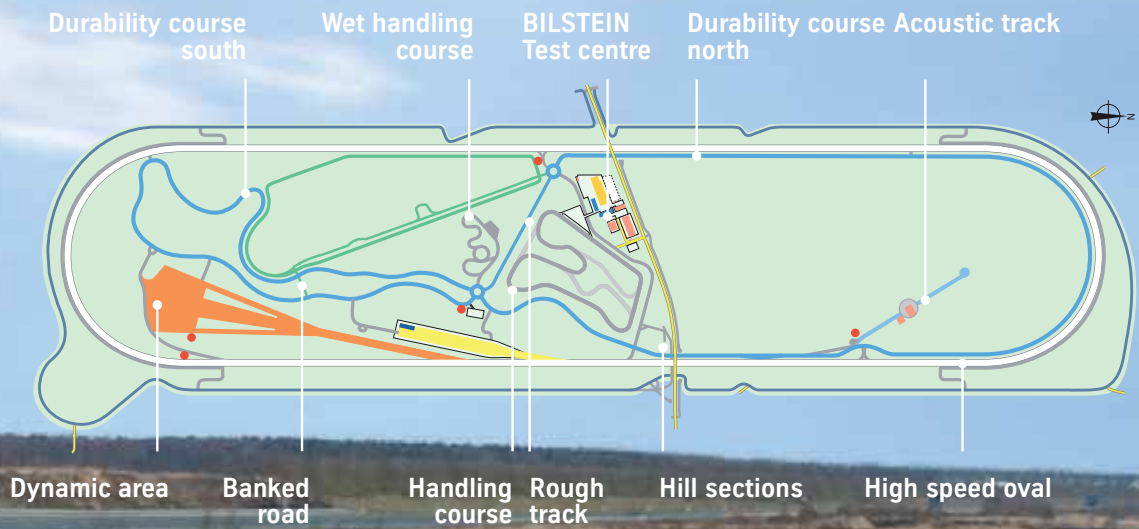 Durability course south
Wet handling course
BILSTEIN Test centre
Durability course north
Acoustic track
N
Dynamic area
Banked road
Handling course
Rough track
Hill sections
High speed oval